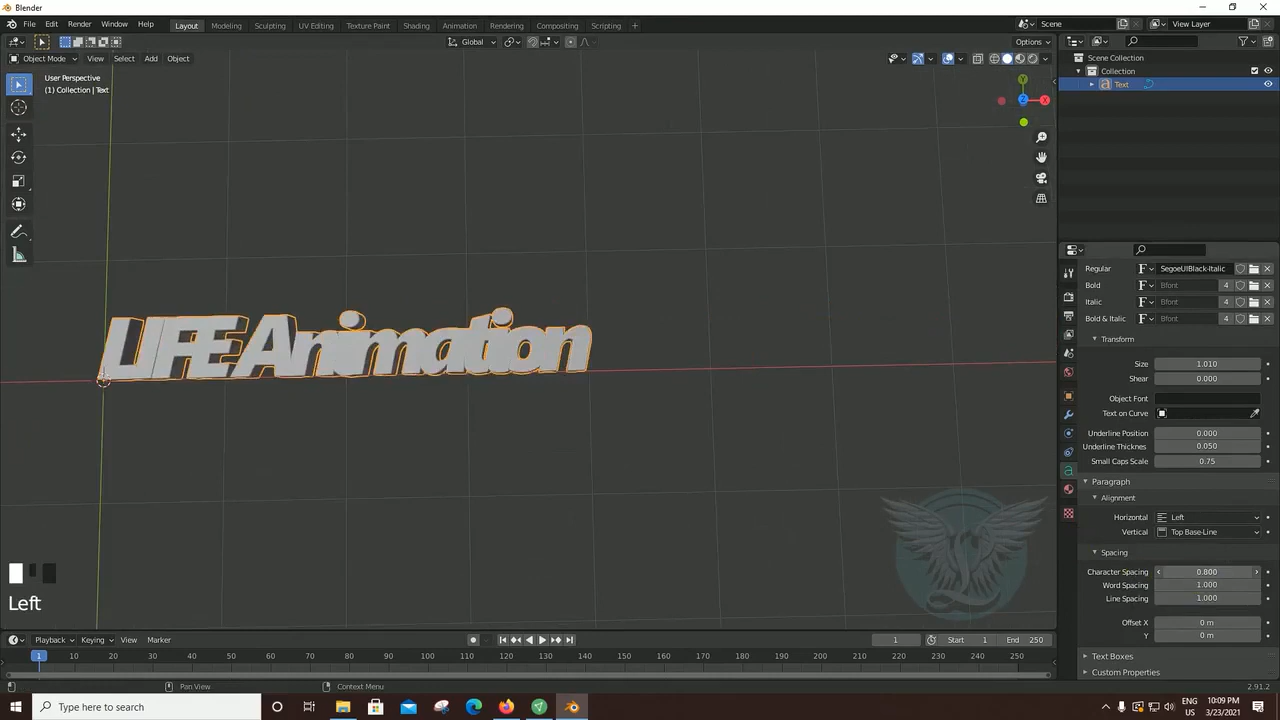 Blender
File Edit Render Window Help Layout Modeling Sculpting UV Editing Texture Paint Shading Animation Rendering Compositing Scripting + Scene View Layer
Global Options
Object Mode View Select Add Object
User Perspective
(1) Collection | Text
Y
Z X
Scene Collection
Collection
Text
LIFE Animation
Regular F SegoeUIBlack-Italic
Bold F Bfont 4
Italic F Bfont 4
Bold & Italic F Bfont 4
Transform
Size 1.010
Shear 0.000
Object Font
Text on Curve
Underline Position 0.000
Underline Thicknes 0.050
Small Caps Scale 0.75
Paragraph
Alignment
Horizontal Left
Vertical Top Base-Line
Spacing
Character Spacing 0.800
Word Spacing 1.000
Line Spacing 1.000
Offset X 0 m
Y 0 m
Text Boxes
Custom Properties
Left
Playback Keying View Marker 1 Start 1 End 250
1 10 20 30 40 50 60 70 80 90 100 110 120 130 140 150 160 170 180 190 200 210 220 230 240 250
Pan View Context Menu 2.91.2
Type here to search
ENG
US
10:09 PM
3/23/2021